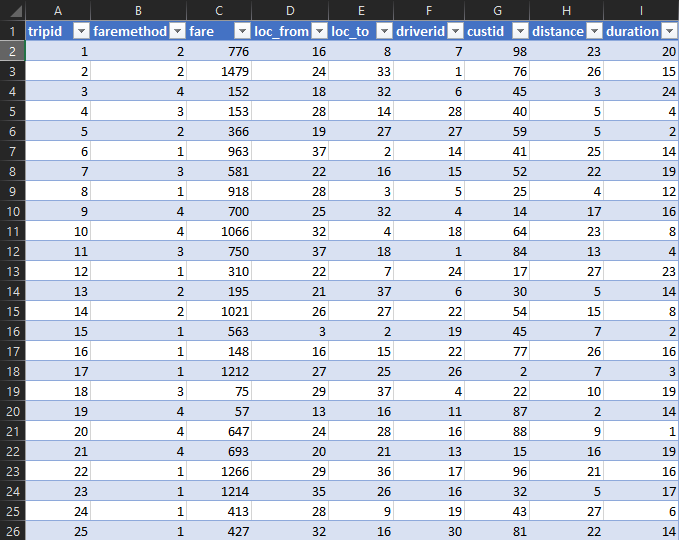 A B C D E F G H I
1 tripid faremethod fare loc_from loc_to driverid custid distance duration
2 1 2 776 16 8 7 98 23 20
3 2 2 1479 24 33 1 76 26 15
4 3 4 152 18 32 6 45 3 24
5 4 3 153 28 14 28 40 5 4
6 5 2 366 19 27 27 59 5 2
7 6 1 963 37 2 14 41 25 14
8 7 3 581 22 16 15 52 22 19
9 8 1 918 28 3 5 25 4 12
10 9 4 700 25 32 4 14 17 16
11 10 4 1066 32 4 18 64 23 8
12 11 3 750 37 18 1 84 13 4
13 12 1 310 22 7 24 17 27 23
14 13 2 195 21 37 6 30 5 14
15 14 2 1021 26 27 22 54 15 8
16 15 1 563 3 2 19 45 7 2
17 16 1 148 16 15 22 77 26 16
18 17 1 1212 27 25 26 2 7 3
19 18 3 75 29 37 4 22 10 19
20 19 4 57 13 16 11 87 2 14
21 20 4 647 24 28 16 88 9 1
22 21 4 693 20 21 13 15 16 19
23 22 1 1266 29 36 17 96 21 16
24 23 1 1214 35 26 16 32 5 17
25 24 1 413 28 9 19 43 27 6
26 25 1 427 32 16 30 81 22 14